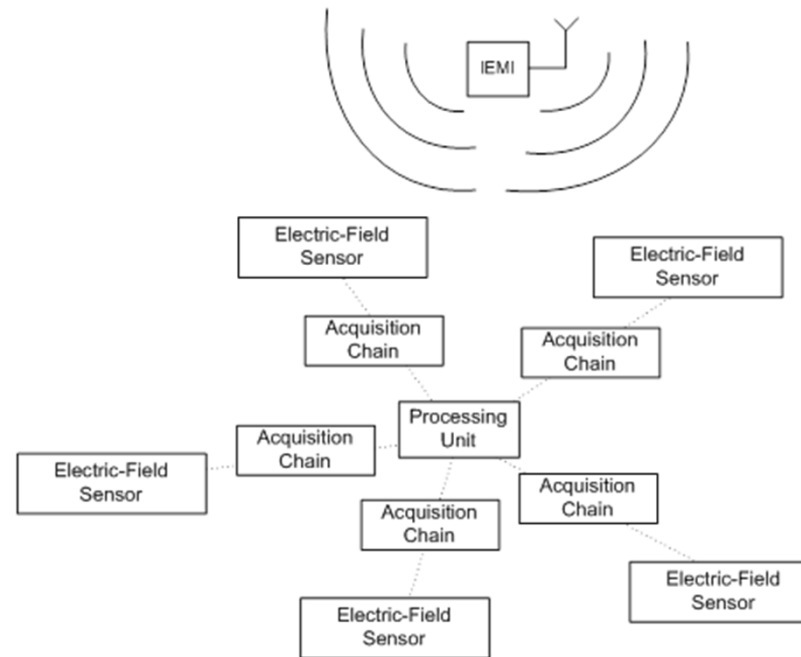 IEMI
Electric-Field
Sensor
Electric-Field
Sensor
Acquisition
Chain
Acquisition
Chain
Processing
Unit
Acquisition
Chain
Electric-Field
Sensor
Acquisition
Chain
Acquisition
Chain
Electric-Field
Sensor
Electric-Field
Sensor